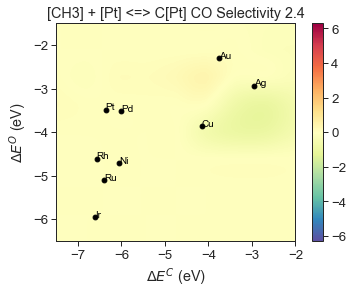 [CH3] + [Pt] <=> C[Pt] CO Selectivity 2.4
ΔE^O (eV)
−2
−3
−4
−5
−6
Au
Ag
Pt
Pd
Cu
Rh
Ni
Ru
Ir
−7
−6
−5
−4
−3
−2
ΔE^C (eV)
6
4
2
0
−2
−4
−6